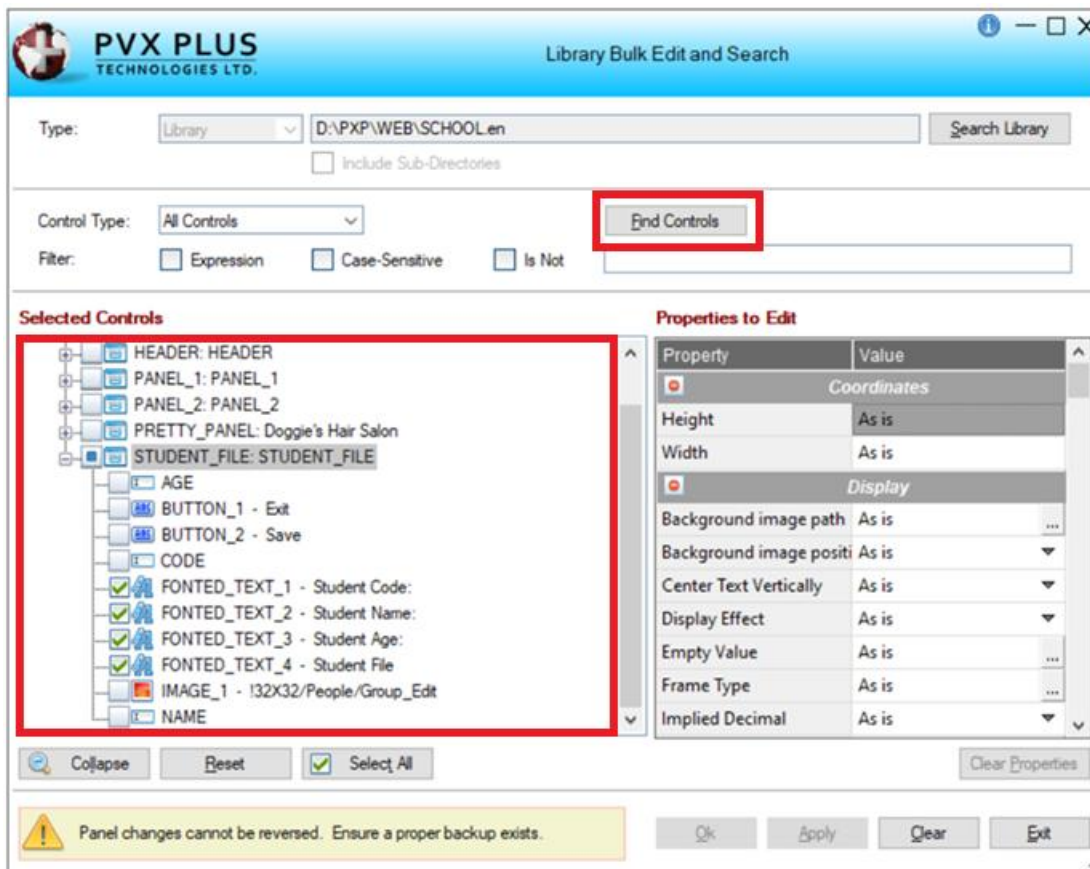 PVX PLUS
TECHNOLOGIES LTD.
Library Bulk Edit and Search
Type: Library D:\PXP\WEB\SCHOOL.en Search Library
Include Sub-Directories
Control Type: All Controls Find Controls
Filter: Expression Case-Sensitive Is Not
Selected Controls
HEADER: HEADER
PANEL_1: PANEL_1
PANEL_2: PANEL_2
PRETTY_PANEL: Doggie's Hair Salon
STUDENT_FILE: STUDENT_FILE
AGE
BUTTON_1 - Exit
BUTTON_2 - Save
CODE
FONTED_TEXT_1 - Student Code:
FONTED_TEXT_2 - Student Name:
FONTED_TEXT_3 - Student Age:
FONTED_TEXT_4 - Student File
IMAGE_1 - !32X32/People/Group_Edit
NAME
Properties to Edit
Property Value
Coordinates
Height As is
Width As is
Display
Background image path As is ...
Background image positi As is
Center Text Vertically As is
Display Effect As is
Empty Value As is ...
Frame Type As is ...
Implied Decimal As is
Collapse Reset Select All Clear Properties
Panel changes cannot be reversed. Ensure a proper backup exists. Ok Apply Clear Exit